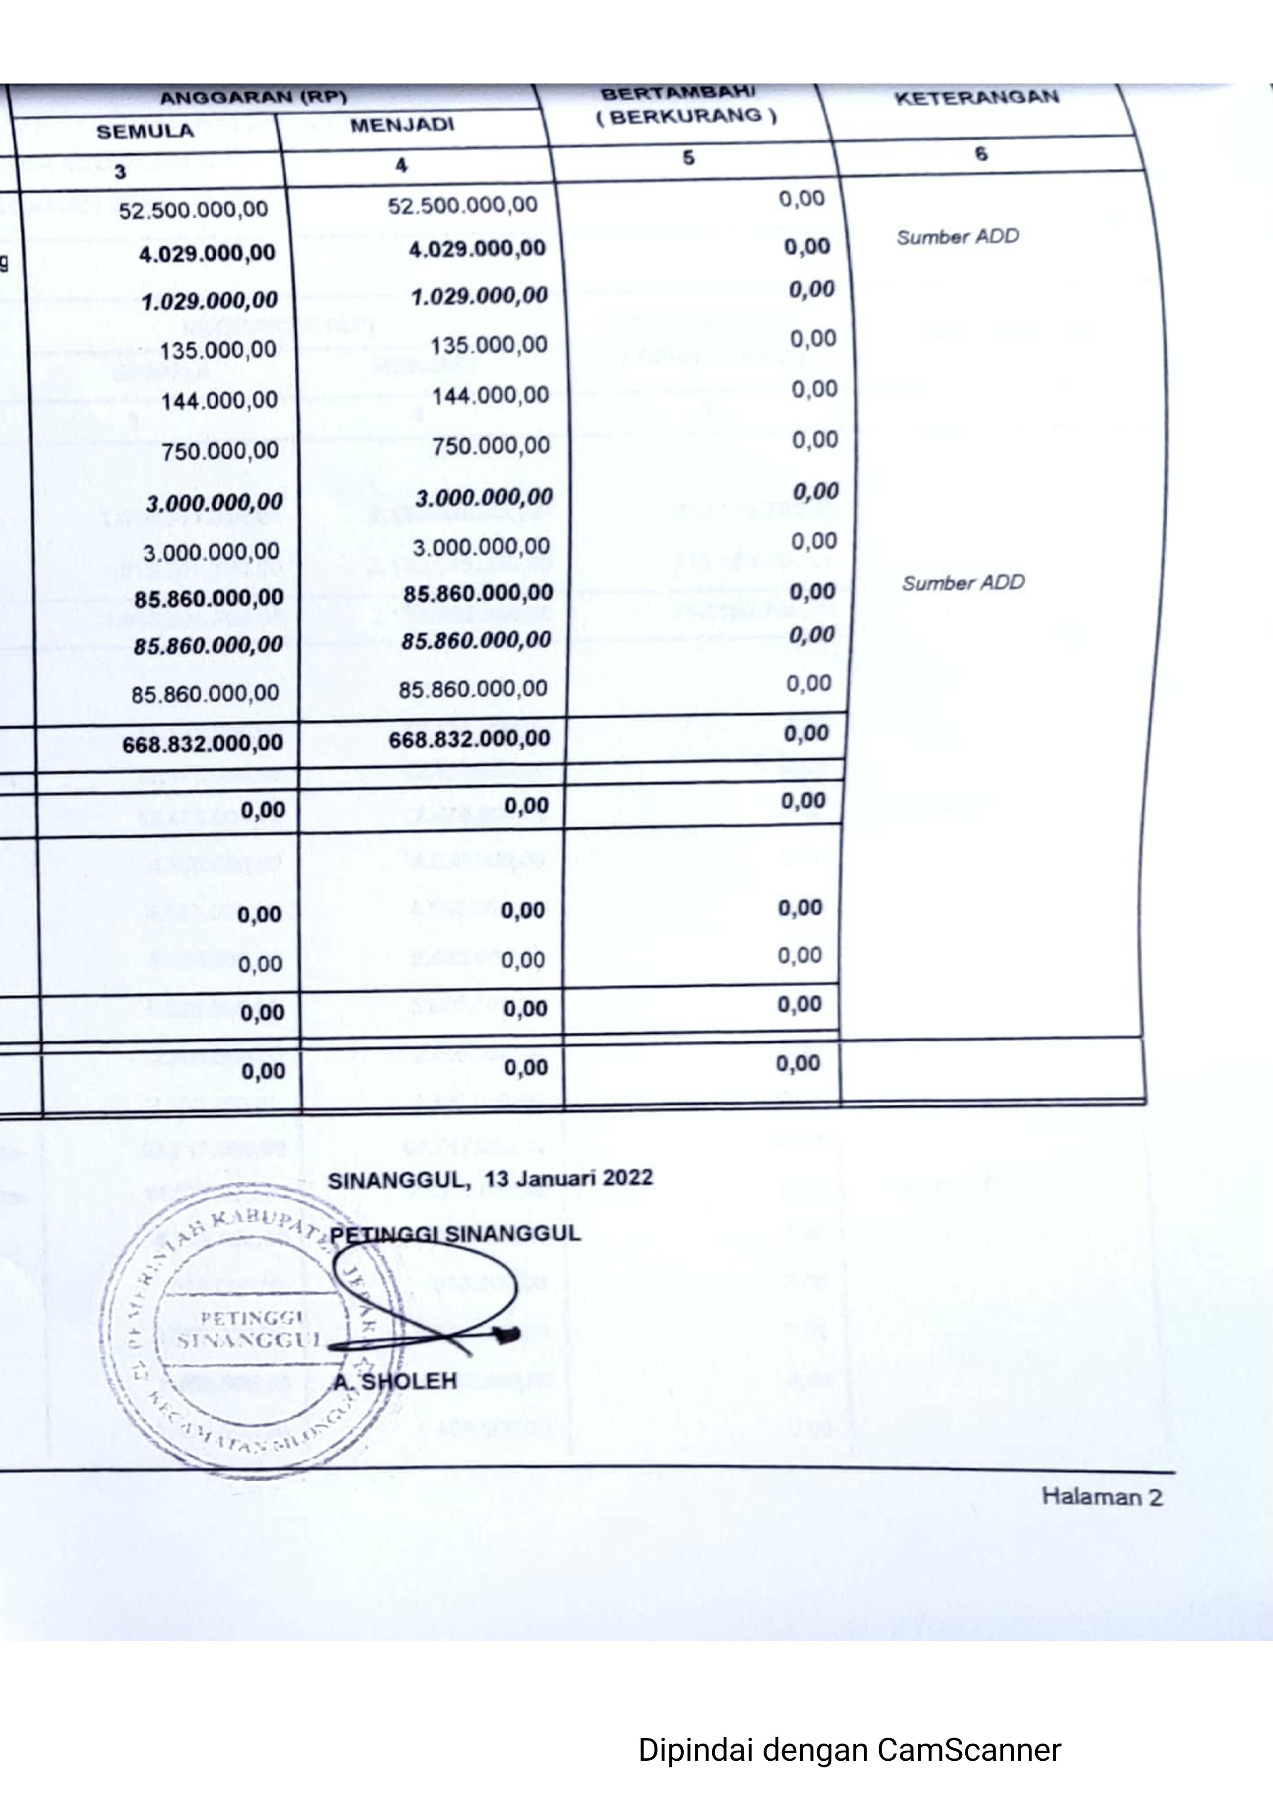 ANGGARAN (RP) BERTAMBAH/ ( BERKURANG ) KETERANGAN
SEMULA MENJADI
3 4 5 6
52.500.000,00 52.500.000,00 0,00
Sumber ADD
g 4.029.000,00 4.029.000,00 0,00
1.029.000,00 1.029.000,00 0,00
135.000,00 135.000,00 0,00
144.000,00 144.000,00 0,00
750.000,00 750.000,00 0,00
3.000.000,00 3.000.000,00 0,00
3.000.000,00 3.000.000,00 0,00
85.860.000,00 85.860.000,00 0,00 Sumber ADD
85.860.000,00 85.860.000,00 0,00
85.860.000,00 85.860.000,00 0,00
668.832.000,00 668.832.000,00 0,00
0,00 0,00 0,00
0,00 0,00 0,00
0,00 0,00 0,00
0,00 0,00 0,00
0,00 0,00 0,00
SINANGGUL, 13 Januari 2022
PETINGGI SINANGGUL
PEMERINTAH KABUPATEN JEPARA
PETINGGI
SINANGGUL
KECAMATAN MLONGGO
A. SHOLEH
Halaman 2
Dipindai dengan CamScanner